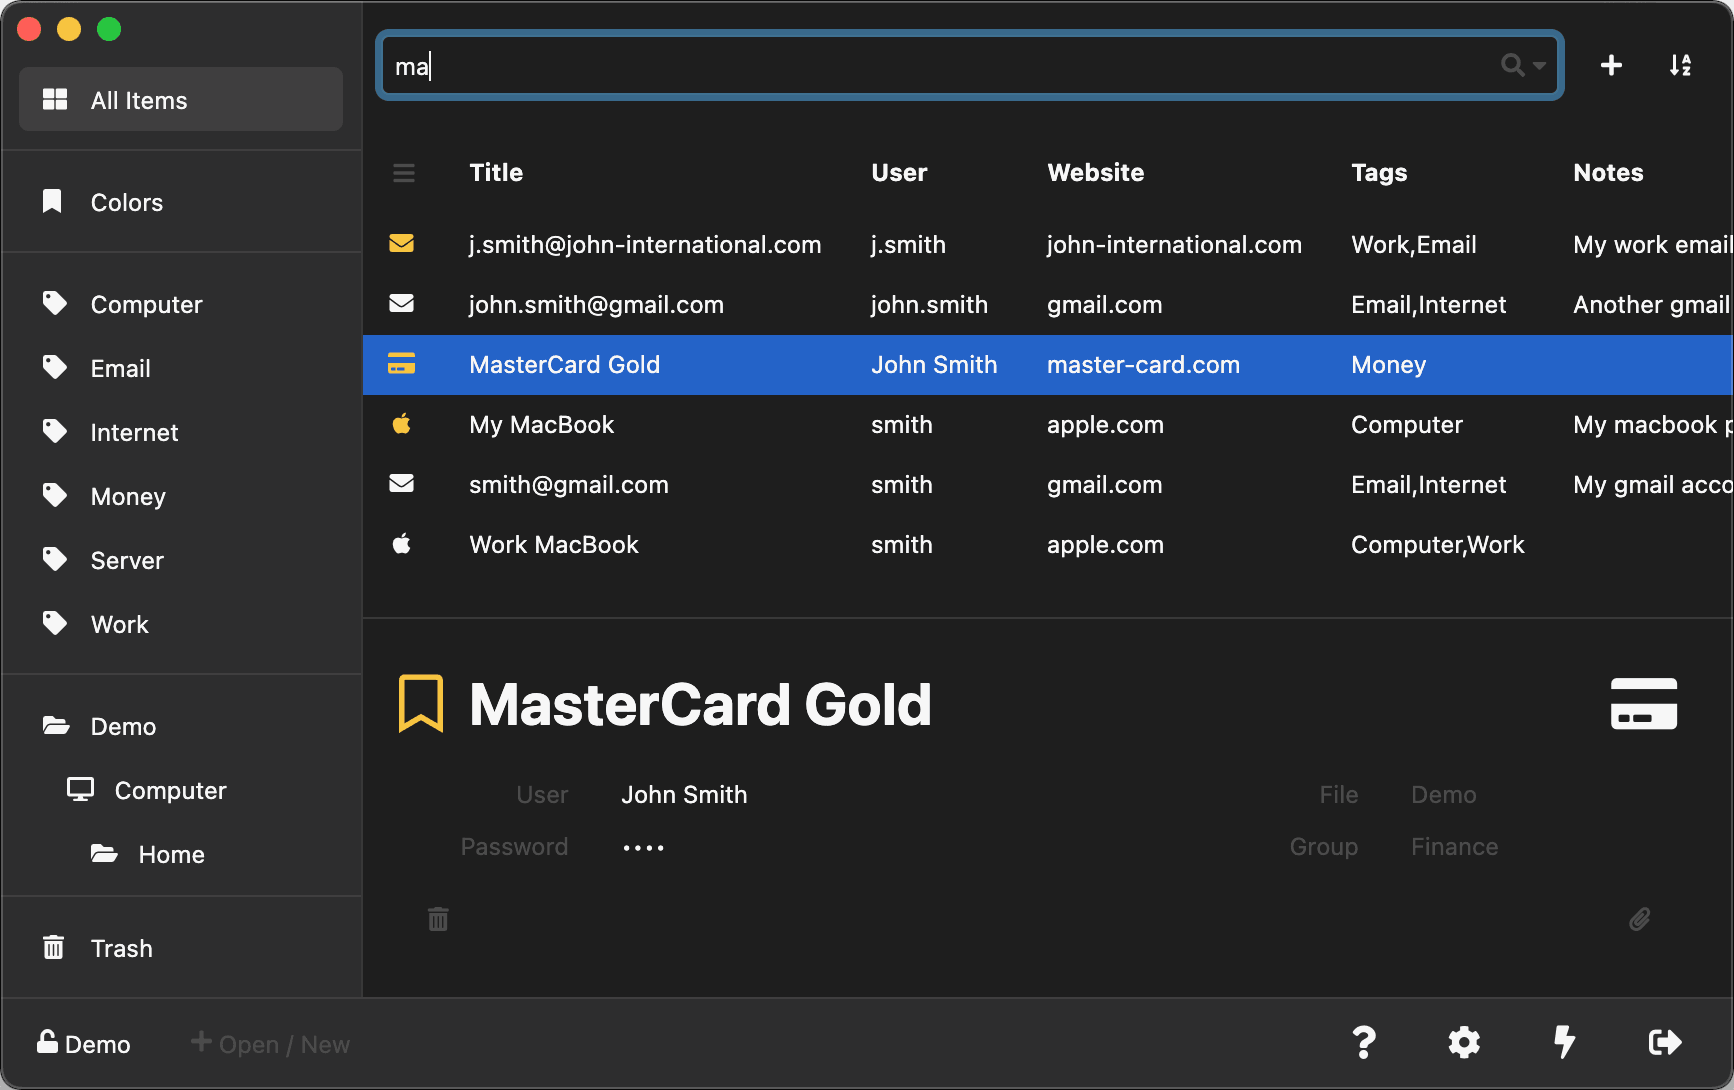 ma
All Items
Colors
Computer
Email
Internet
Money
Server
Work
Demo
Computer
Home
Trash
Title User Website Tags Notes
j.smith@john-international.com j.smith john-international.com Work,Email My work email
john.smith@gmail.com john.smith gmail.com Email,Internet Another gmail
MasterCard Gold John Smith master-card.com Money
My MacBook smith apple.com Computer My macbook p
smith@gmail.com smith gmail.com Email,Internet My gmail acco
Work MacBook smith apple.com Computer,Work
MasterCard Gold
User John Smith File Demo
Password •••• Group Finance
Demo + Open / New ?